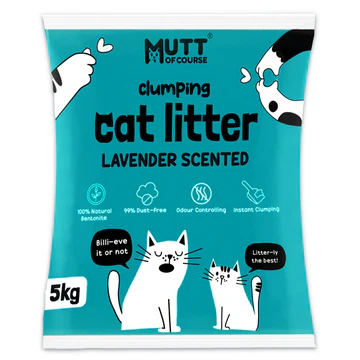 MUTT
OF COURSE
clumping
cat litter
LAVENDER SCENTED
100% Natural
Bentonite
99% Dust-Free
Odour Controlling
Instant Clumping
Billi-eve
it or not
Litter-ly
the best!
5kg